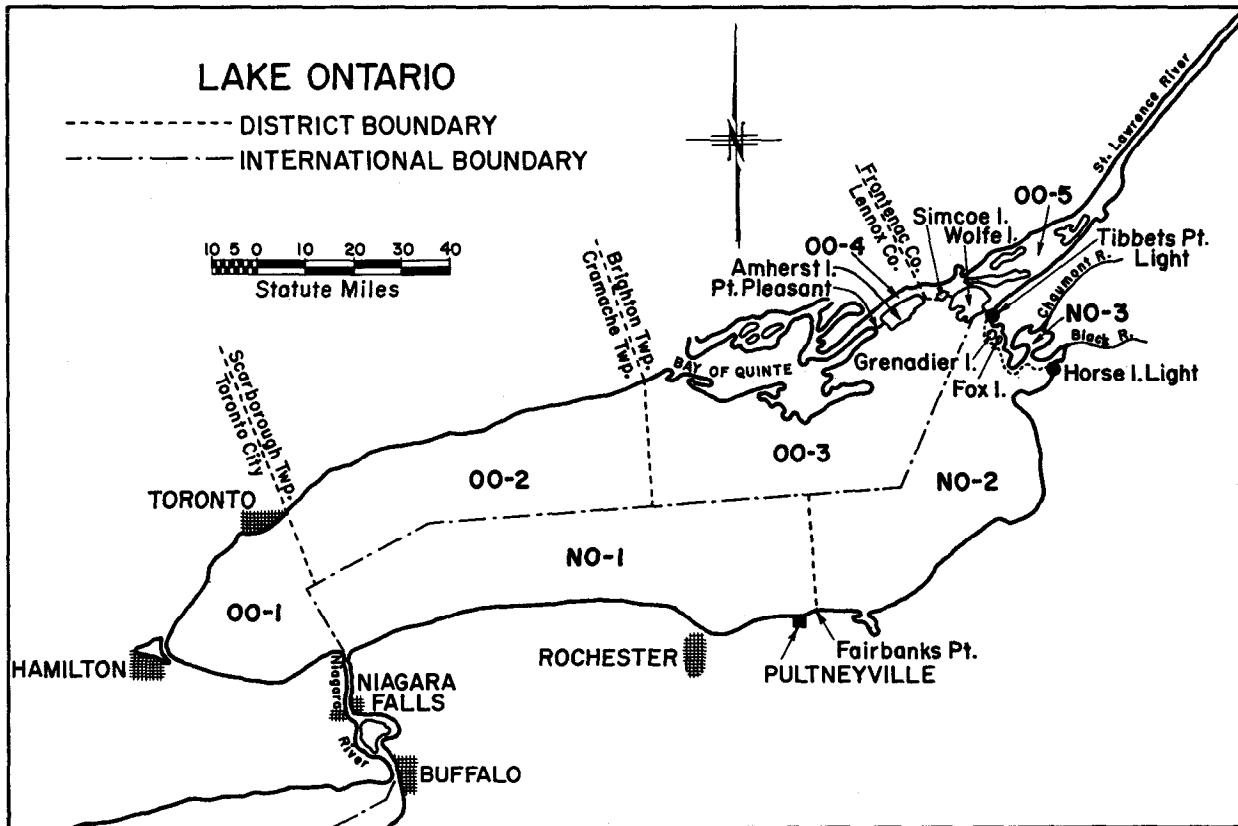 LAKE ONTARIO
DISTRICT BOUNDARY
INTERNATIONAL BOUNDARY
10 5 0 10 20 30 40
Statute Miles
N
St. Lawrence River
Frontenac Co.
Lennox Co.
OO-5
Simcoe I.
Wolfe I.
Tibbets Pt.
Light
OO-4
Amherst I.
Pt. Pleasant
Chaumont R.
NO-3
Black R.
Brighton Twp.
Cramache Twp.
BAY OF QUINTE
Grenadier I.
Fox I.
Horse I. Light
Scarborough Twp.
Toronto City
TORONTO
OO-2
OO-3
NO-2
NO-1
OO-1
HAMILTON
ROCHESTER
Fairbanks Pt.
PULTNEYVILLE
Niagara
River
NIAGARA
FALLS
BUFFALO